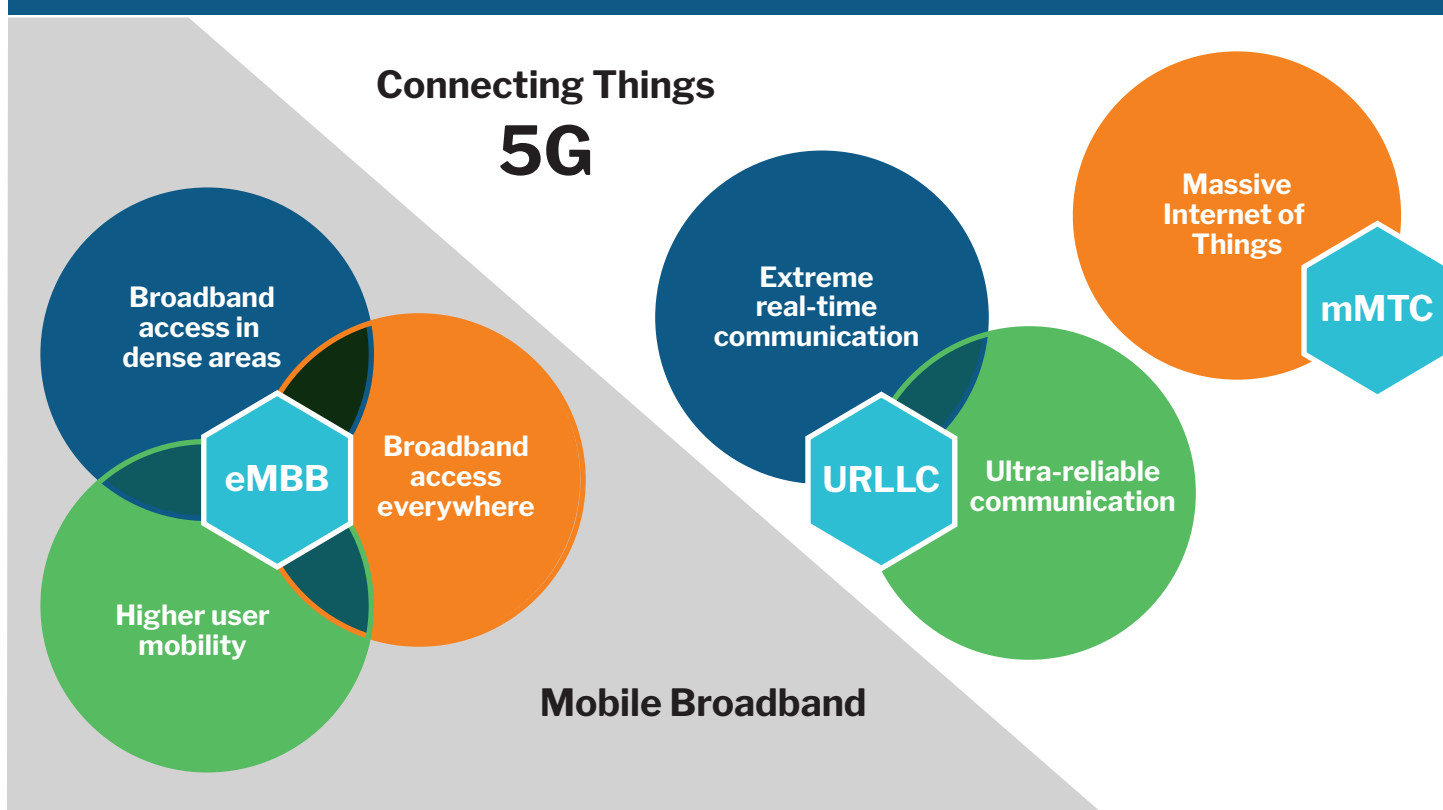 Connecting Things
5G
Broadband
access in
dense areas
eMBB
Broadband
access
everywhere
Higher user
mobility
Mobile Broadband
Extreme
real-time
communication
URLLC
Ultra-reliable
communication
Massive
Internet of
Things
mMTC